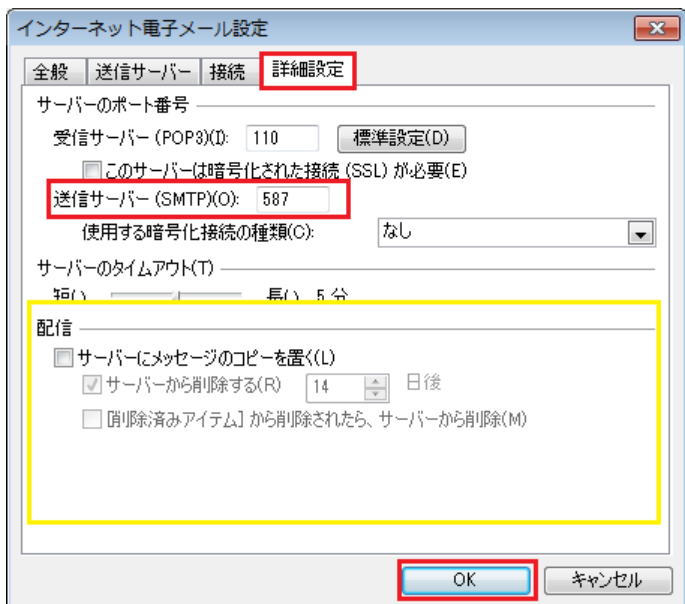 インターネット電子メール設定
全般 送信サーバー 接続 詳細設定
サーバーのポート番号
受信サーバー (POP3)(I): 110 標準設定(D)
このサーバーは暗号化された接続 (SSL) が必要(E)
送信サーバー (SMTP)(O): 587
使用する暗号化接続の種類(C): なし
サーバーのタイムアウト(T)
短い 長い 5 分
配信
サーバーにメッセージのコピーを置く(L)
サーバーから削除する(R) 14 日後
[削除済みアイテム] から削除されたら、サーバーから削除(M)
OK キャンセル